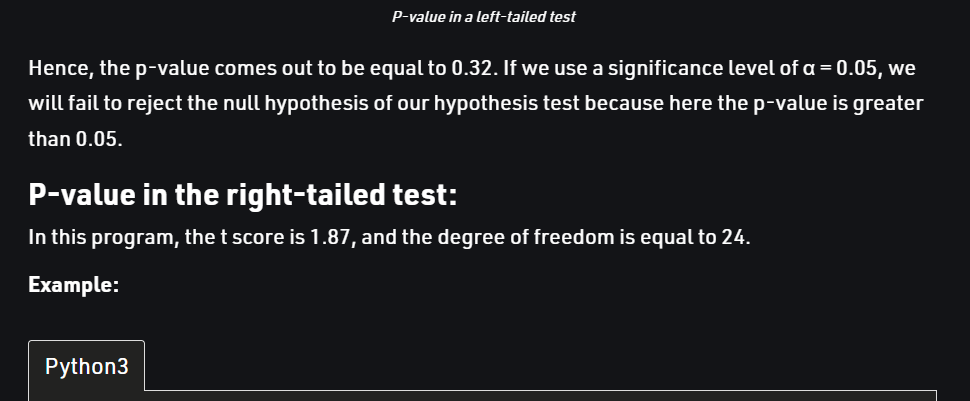 P-value in a left-tailed test
Hence, the p-value comes out to be equal to 0.32. If we use a significance level of α = 0.05, we
will fail to reject the null hypothesis of our hypothesis test because here the p-value is greater
than 0.05.
P-value in the right-tailed test:
In this program, the t score is 1.87, and the degree of freedom is equal to 24.
Example:
Python3